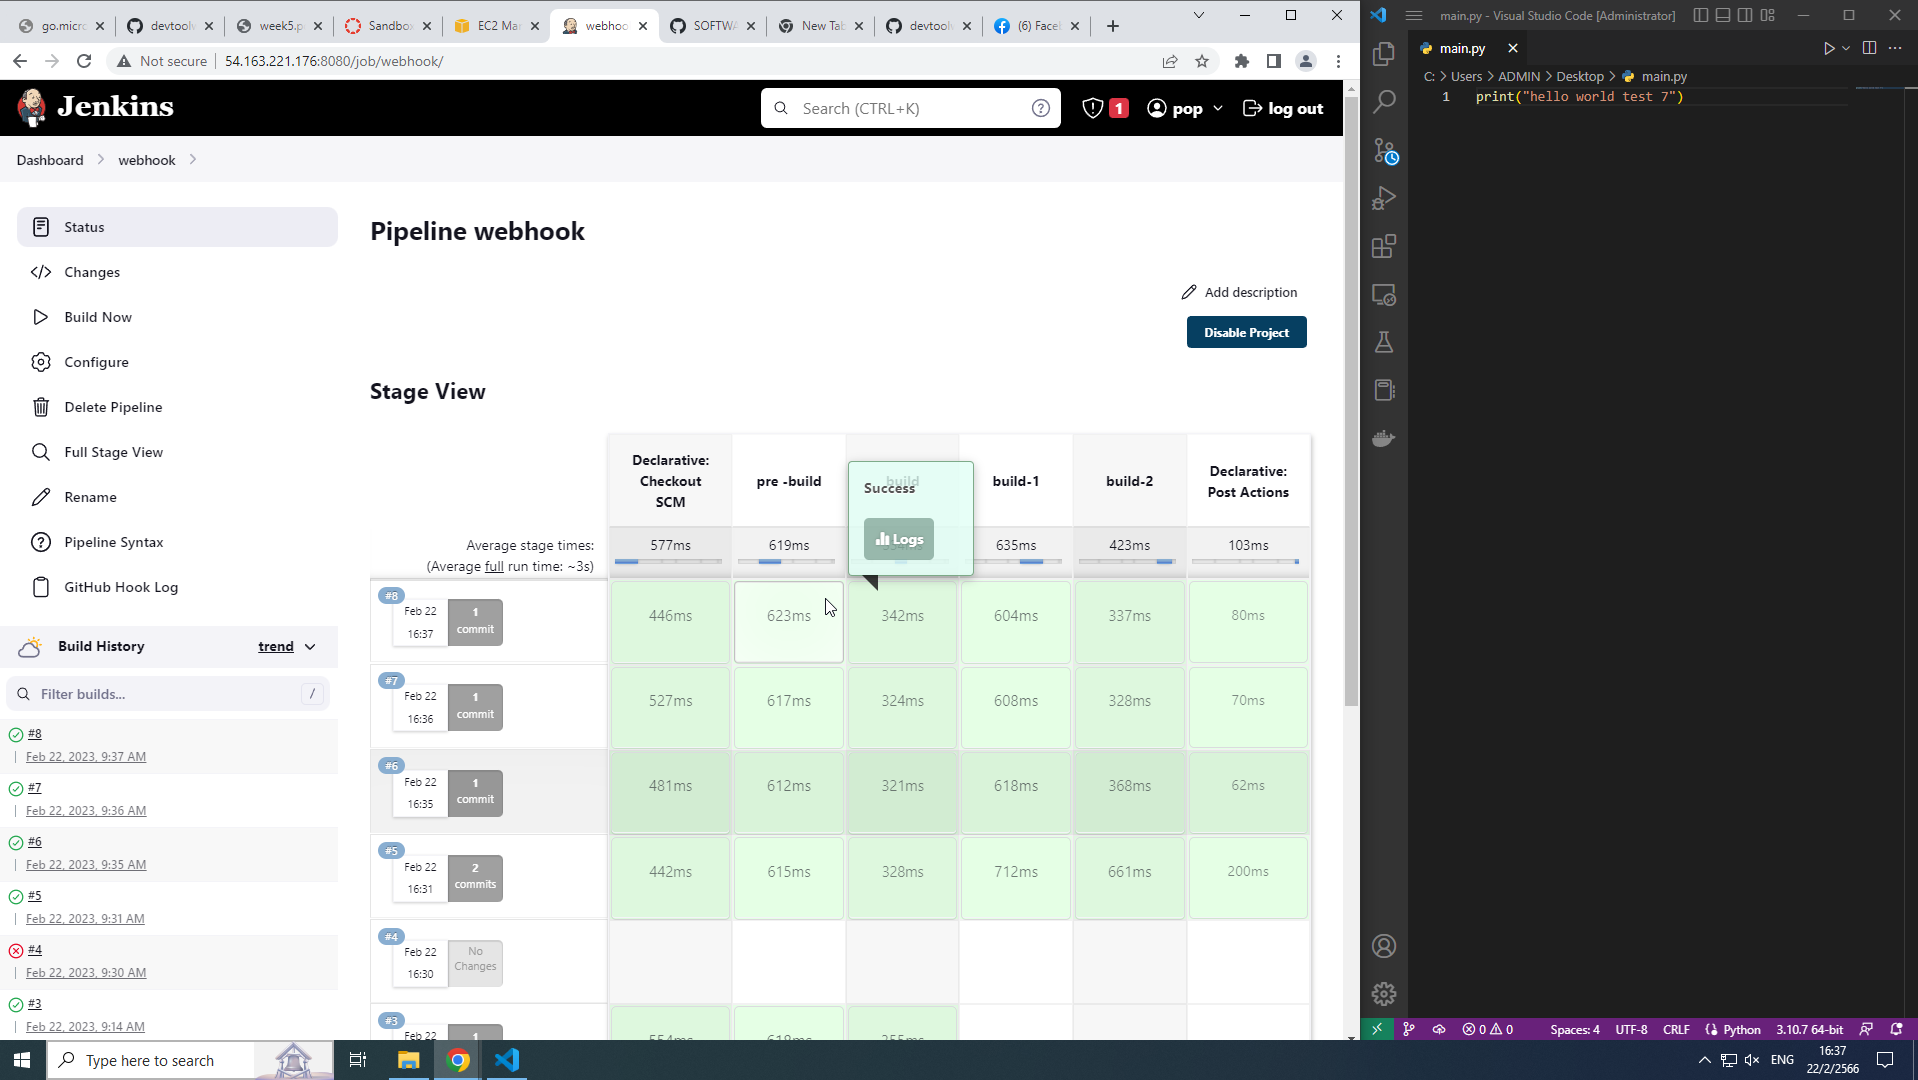 go.micro
devtoolv
week5.p
Sandbox
EC2 Mar
webhoo
SOFTWA
New Tab
devtoolv
(6) Facel
main.py - Visual Studio Code [Administrator]
Not secure
54.163.221.176:8080/job/webhook/
main.py
C: > Users > ADMIN > Desktop > main.py
1 print("hello world test 7")
Jenkins
Search (CTRL+K)
1
pop
log out
Dashboard
webhook
Status
Changes
Build Now
Configure
Delete Pipeline
Full Stage View
Rename
Pipeline Syntax
GitHub Hook Log
Build History
trend
Filter builds...
/
#8
Feb 22, 2023, 9:37 AM
#7
Feb 22, 2023, 9:36 AM
#6
Feb 22, 2023, 9:35 AM
#5
Feb 22, 2023, 9:31 AM
#4
Feb 22, 2023, 9:30 AM
#3
Feb 22, 2023, 9:14 AM
Pipeline webhook
Add description
Disable Project
Stage View
Declarative: Checkout SCM
pre -build
build
build-1
build-2
Declarative: Post Actions
Success
Logs
Average stage times:
(Average full run time: ~3s)
577ms
619ms
635ms
423ms
103ms
#8
Feb 22
16:37
1
commit
446ms
623ms
342ms
604ms
337ms
80ms
#7
Feb 22
16:36
1
commit
527ms
617ms
324ms
608ms
328ms
70ms
#6
Feb 22
16:35
1
commit
481ms
612ms
321ms
618ms
368ms
62ms
#5
Feb 22
16:31
2
commits
442ms
615ms
328ms
712ms
661ms
200ms
#4
Feb 22
16:30
No
Changes
#3
Feb 22
1
554ms
618ms
255ms
0 0
Spaces: 4
UTF-8
CRLF
Python
3.10.7 64-bit
Type here to search
ENG
16:37
22/2/2566